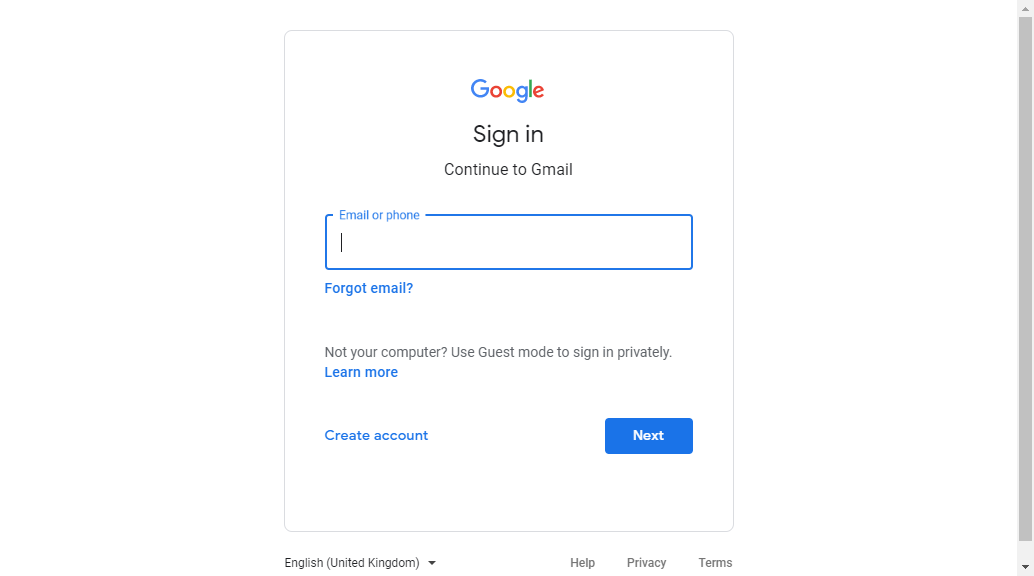 Google
Sign in
Continue to Gmail
Email or phone
Forgot email?
Not your computer? Use Guest mode to sign in privately.
Learn more
Create account
Next
English (United Kingdom)
Help
Privacy
Terms